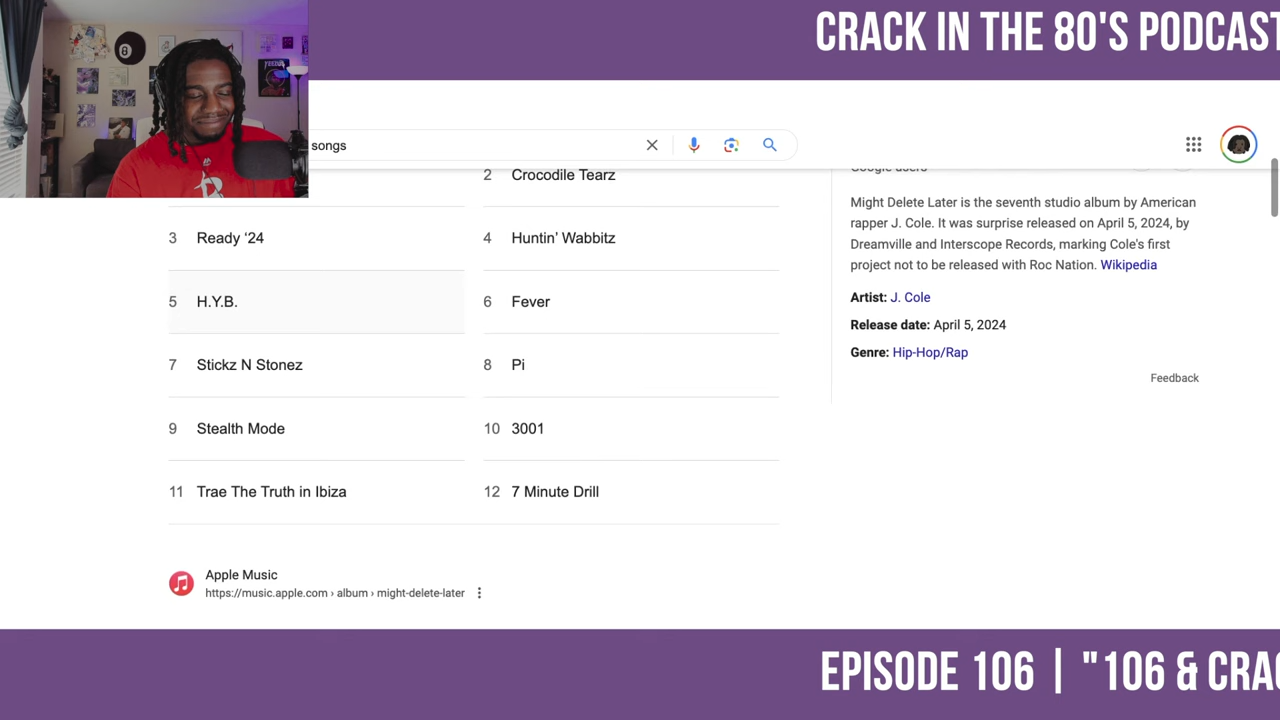 CRACK IN THE 80'S PODCAST
songs
Google users
2 Crocodile Tearz
3 Ready ‘24
4 Huntin’ Wabbitz
5 H.Y.B.
6 Fever
7 Stickz N Stonez
8 Pi
9 Stealth Mode
10 3001
11 Trae The Truth in Ibiza
12 7 Minute Drill
Might Delete Later is the seventh studio album by American
rapper J. Cole. It was surprise released on April 5, 2024, by
Dreamville and Interscope Records, marking Cole's first
project not to be released with Roc Nation. Wikipedia
Artist: J. Cole
Release date: April 5, 2024
Genre: Hip-Hop/Rap
Feedback
Apple Music
https://music.apple.com › album › might-delete-later
EPISODE 106 | "106 & CRAC